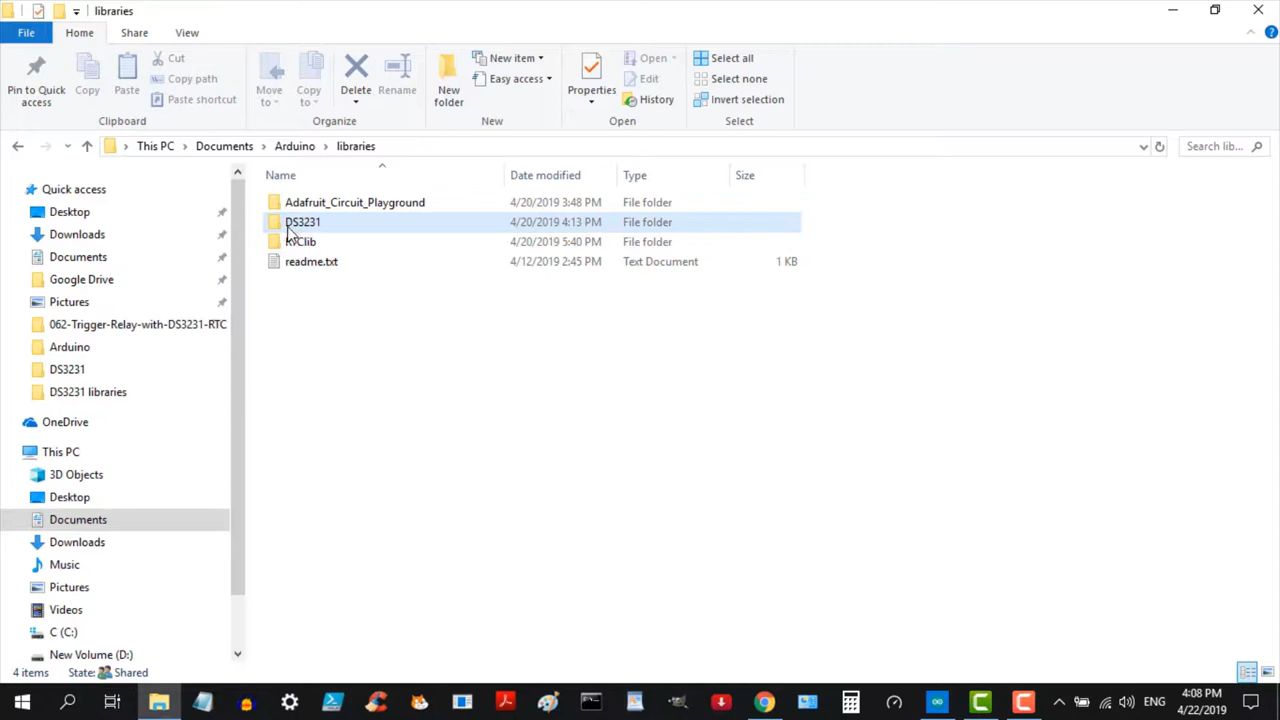 libraries
File Home Share View
Pin to Quick access
Copy
Paste
Cut
Copy path
Paste shortcut
Clipboard
Move to
Copy to
Delete
Rename
Organize
New folder
New item
Easy access
New
Properties
Open
Edit
History
Open
Select all
Select none
Invert selection
Select
This PC Documents Arduino libraries
Search lib...
Name Date modified Type Size
Adafruit_Circuit_Playground 4/20/2019 3:48 PM File folder
DS3231 4/20/2019 4:13 PM File folder
4/20/2019 5:40 PM File folder
readme.txt 4/12/2019 2:45 PM Text Document 1 KB
Quick access
Desktop
Downloads
Documents
Google Drive
Pictures
062-Trigger-Relay-with-DS3231-RTC
Arduino
DS3231
DS3231 libraries
OneDrive
This PC
3D Objects
Desktop
Documents
Downloads
Music
Pictures
Videos
C (C:)
New Volume (D:)
4 items State: Shared
ENG
4:08 PM
4/22/2019